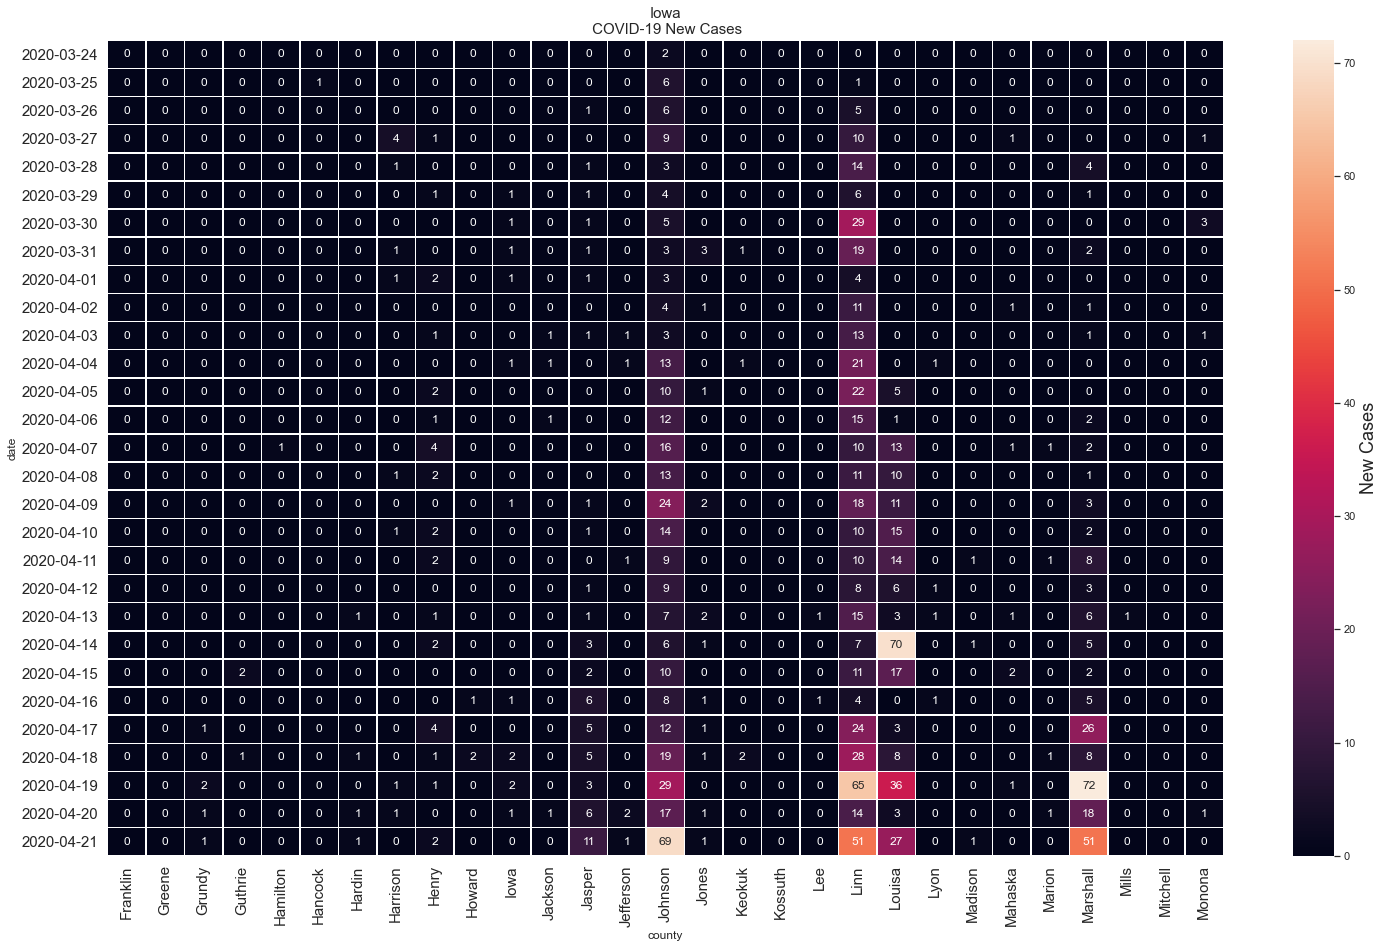 Iowa
COVID-19 New Cases
2020-03-24 0 0 0 0 0 0 0 0 0 0 0 0 0 0 2 0 0 0 0 0 0 0 0 0 0 0 0 0 0
2020-03-25 0 0 0 0 0 1 0 0 0 0 0 0 0 0 6 0 0 0 0 1 0 0 0 0 0 0 0 0 0
2020-03-26 0 0 0 0 0 0 0 0 0 0 0 0 1 0 6 0 0 0 0 5 0 0 0 0 0 0 0 0 0
2020-03-27 0 0 0 0 0 0 0 4 1 0 0 0 0 0 9 0 0 0 0 10 0 0 0 1 0 0 0 0 1
2020-03-28 0 0 0 0 0 0 0 1 0 0 0 0 1 0 3 0 0 0 0 14 0 0 0 0 0 4 0 0 0
2020-03-29 0 0 0 0 0 0 0 0 1 0 1 0 1 0 4 0 0 0 0 6 0 0 0 0 0 1 0 0 0
2020-03-30 0 0 0 0 0 0 0 0 0 0 1 0 1 0 5 0 0 0 0 29 0 0 0 0 0 0 0 0 3
2020-03-31 0 0 0 0 0 0 0 1 0 0 1 0 1 0 3 3 1 0 0 19 0 0 0 0 0 2 0 0 0
2020-04-01 0 0 0 0 0 0 0 1 2 0 1 0 1 0 3 0 0 0 0 4 0 0 0 0 0 0 0 0 0
2020-04-02 0 0 0 0 0 0 0 0 0 0 0 0 0 0 4 1 0 0 0 11 0 0 0 1 0 1 0 0 0
2020-04-03 0 0 0 0 0 0 0 0 1 0 0 1 1 1 3 0 0 0 0 13 0 0 0 0 0 1 0 0 1
2020-04-04 0 0 0 0 0 0 0 0 0 0 1 1 0 1 13 0 1 0 0 21 0 1 0 0 0 0 0 0 0
2020-04-05 0 0 0 0 0 0 0 0 2 0 0 0 0 0 10 1 0 0 0 22 5 0 0 0 0 0 0 0 0
2020-04-06 0 0 0 0 0 0 0 0 1 0 0 1 0 0 12 0 0 0 0 15 1 0 0 0 0 2 0 0 0
2020-04-07 0 0 0 0 1 0 0 0 4 0 0 0 0 0 16 0 0 0 0 10 13 0 0 1 1 2 0 0 0
2020-04-08 0 0 0 0 0 0 0 1 2 0 0 0 0 0 13 0 0 0 0 11 10 0 0 0 0 1 0 0 0
2020-04-09 0 0 0 0 0 0 0 0 0 0 1 0 1 0 24 2 0 0 0 18 11 0 0 0 0 3 0 0 0
2020-04-10 0 0 0 0 0 0 0 1 2 0 0 0 1 0 14 0 0 0 0 10 15 0 0 0 0 2 0 0 0
2020-04-11 0 0 0 0 0 0 0 0 2 0 0 0 0 1 9 0 0 0 0 10 14 0 1 0 1 8 0 0 0
2020-04-12 0 0 0 0 0 0 0 0 0 0 0 0 1 0 9 0 0 0 0 8 6 1 0 0 0 3 0 0 0
2020-04-13 0 0 0 0 0 0 1 0 1 0 0 0 1 0 7 2 0 0 1 15 3 1 0 1 0 6 1 0 0
2020-04-14 0 0 0 0 0 0 0 0 2 0 0 0 3 0 6 1 0 0 0 7 70 0 1 0 0 5 0 0 0
2020-04-15 0 0 0 2 0 0 0 0 0 0 0 0 2 0 10 0 0 0 0 11 17 0 0 2 0 2 0 0 0
2020-04-16 0 0 0 0 0 0 0 0 0 1 1 0 6 0 8 1 0 0 1 4 0 1 0 0 0 5 0 0 0
2020-04-17 0 0 1 0 0 0 0 0 4 0 0 0 5 0 12 1 0 0 0 24 3 0 0 0 0 26 0 0 0
2020-04-18 0 0 0 1 0 0 1 0 1 2 2 0 5 0 19 1 2 0 0 28 8 0 0 0 1 8 0 0 0
2020-04-19 0 0 2 0 0 0 0 1 1 0 2 0 3 0 29 0 0 0 0 65 36 0 0 1 0 72 0 0 0
2020-04-20 0 0 1 0 0 0 1 1 0 0 1 1 6 2 17 1 0 0 0 14 3 0 0 0 1 18 0 0 1
2020-04-21 0 0 1 0 0 0 1 0 2 0 0 0 11 1 69 1 0 0 0 51 27 0 1 0 0 51 0 0 0
date
Franklin Greene Grundy Guthrie Hamilton Hancock Hardin Harrison Henry Howard Iowa Jackson Jasper Jefferson Johnson Jones Keokuk Kossuth Lee Linn Louisa Lyon Madison Mahaska Marion Marshall Mills Mitchell Monona
county
70
60
50
40
30
20
10
0
New Cases